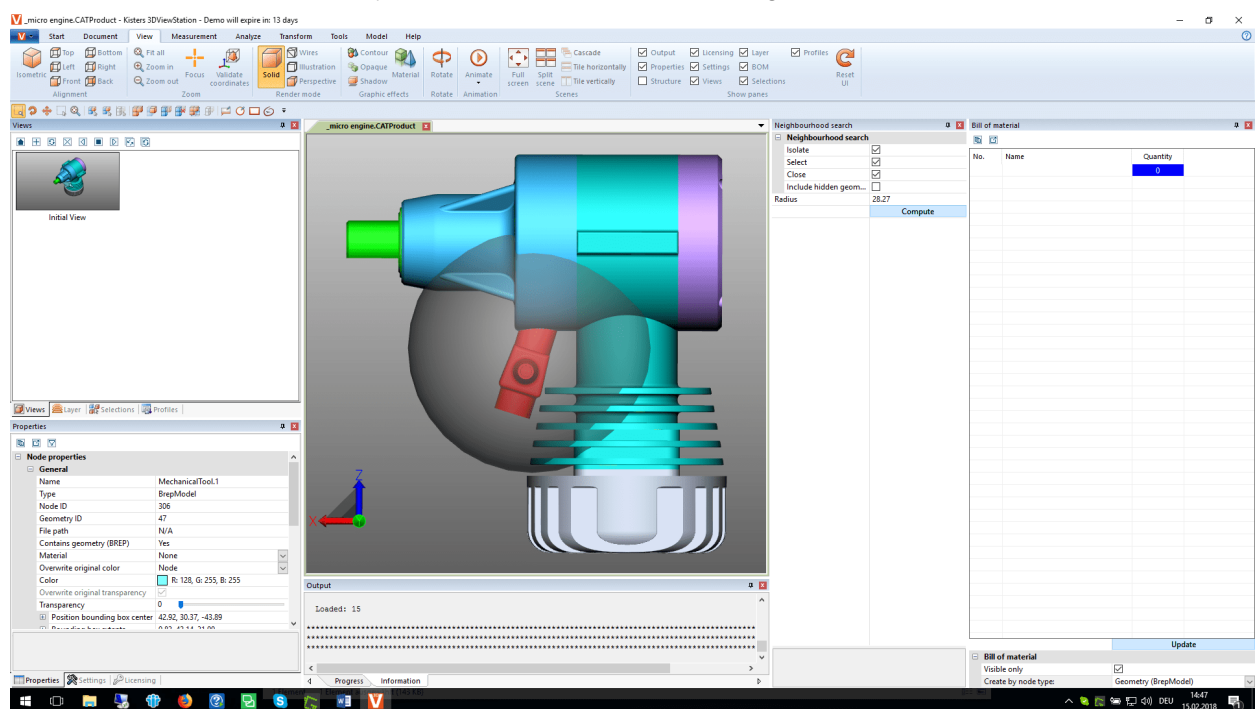 _micro engine.CATProduct - Kisters 3DViewStation - Demo will expire in: 13 days
Start Document View Measurement Analyze Transform Tools Model Help
Isometric
Top Bottom
Left Right
Front Back
Alignment
Fit all
Zoom in
Zoom out
Focus
Validate coordinates
Zoom
Solid
Wires
Illustration
Perspective
Render mode
Contour
Opaque
Shadow
Material
Graphic effects
Rotate
Rotate
Animate
Animation
Full screen
Split scene
Cascade
Tile horizontally
Tile vertically
Scenes
Output Licensing Layer Profiles
Properties Settings BOM
Structure Views Selections
Show panes
Reset UI
Views
Initial View
Views Layer Selections Profiles
Properties
Node properties
General
Name MechanicalTool.1
Type BrepModel
Node ID 306
Geometry ID 47
File path N/A
Contains geometry (BREP) Yes
Material None
Overwrite original color Node
Color R: 128, G: 255, B: 255
Overwrite original transparency
Transparency 0
Position bounding box center 42.92, 30.37, -43.89
Properties Settings Licensing
_micro engine.CATProduct
Z
X
Output
Loaded: 15
********************************************************************************
Progress Information
Neighbourhood search
Neighbourhood search
Isolate
Select
Close
Include hidden geom...
Radius 28.27
Compute
Bill of material
No. Name Quantity
0
Update
Bill of material
Visible only
Create by node type: Geometry (BrepModel)
DEU
14:47
15.02.2018